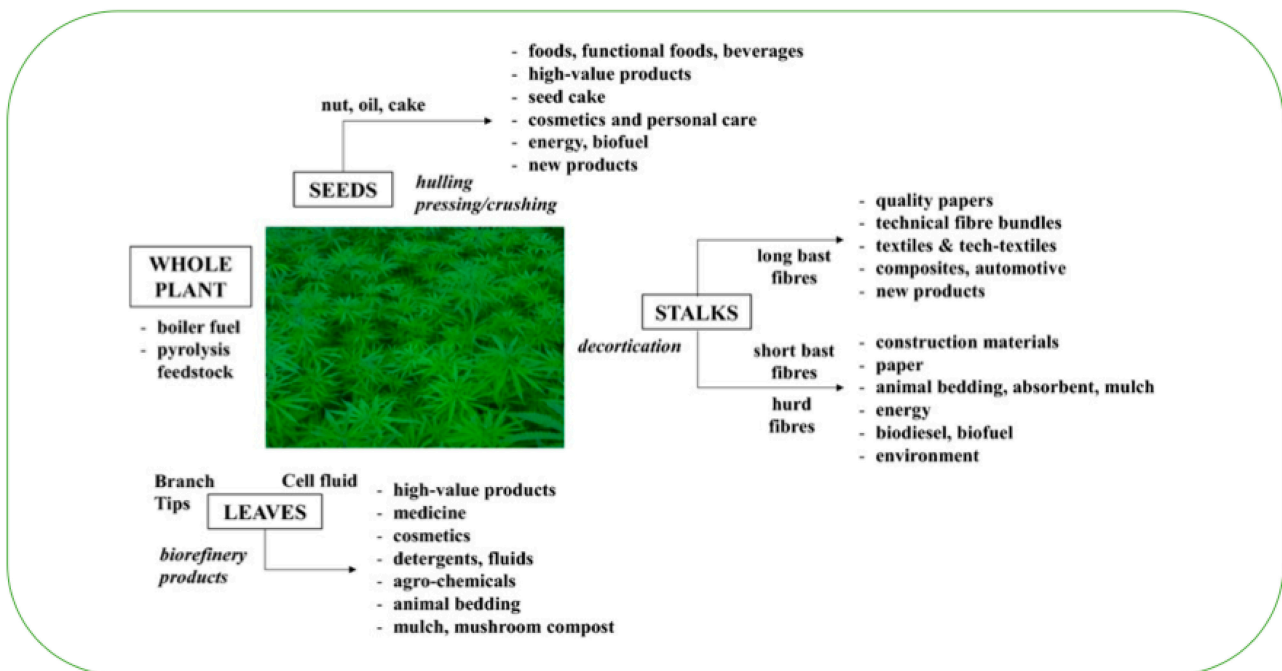 nut, oil, cake
- foods, functional foods, beverages
- high-value products
- seed cake
- cosmetics and personal care
- energy, biofuel
- new products
SEEDS
hulling
pressing/crushing
WHOLE
PLANT
- boiler fuel
- pyrolysis
feedstock
decortication
STALKS
long bast
fibres
- quality papers
- technical fibre bundles
- textiles & tech-textiles
- composites, automotive
- new products
short bast
fibres
hurd
fibres
- construction materials
- paper
- animal bedding, absorbent, mulch
- energy
- biodiesel, biofuel
- environment
Branch
Tips
Cell fluid
LEAVES
biorefinery
products
- high-value products
- medicine
- cosmetics
- detergents, fluids
- agro-chemicals
- animal bedding
- mulch, mushroom compost